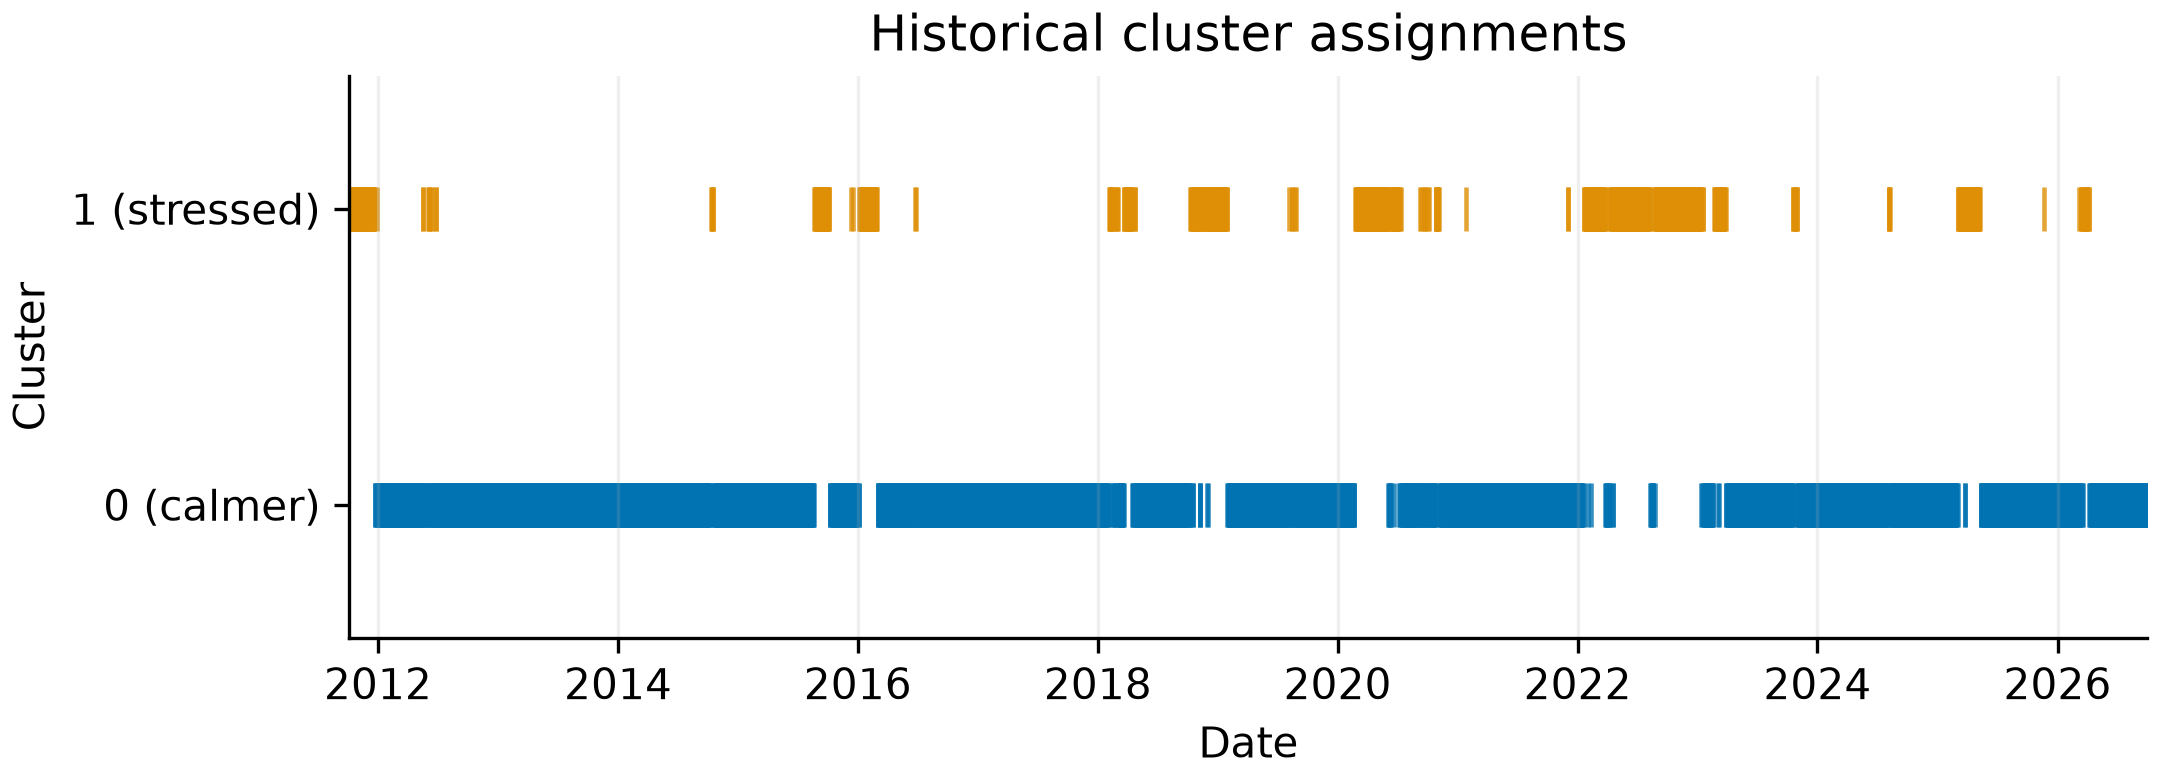 Historical cluster assignments
1 (stressed)
0 (calmer)
Cluster
2012 2014 2016 2018 2020 2022 2024 2026
Date